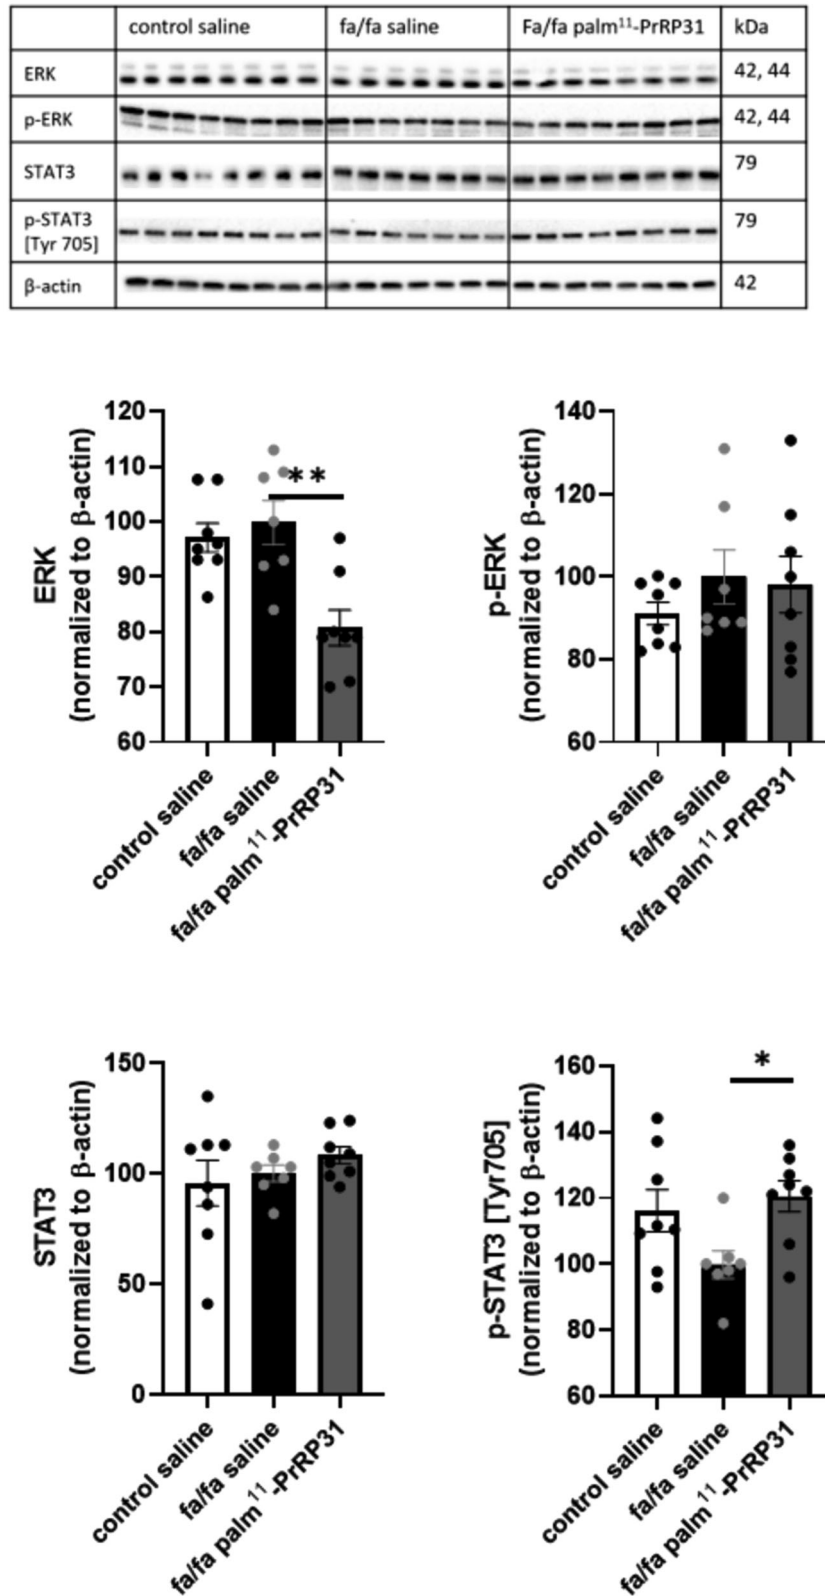 control saline fa/fa saline Fa/fa palm¹¹-PrRP31 kDa
ERK 42, 44
p-ERK 42, 44
STAT3 79
p-STAT3 79
[Tyr 705]
β-actin 42
ERK
(normalized to β-actin)
120
110
100
90
80
70
60
**
control saline
fa/fa saline
fa/fa palm¹¹-PrRP31
p-ERK
(normalized to β-actin)
140
120
100
80
60
control saline
fa/fa saline
fa/fa palm¹¹-PrRP31
STAT3
(normalized to β-actin)
150
100
50
0
control saline
fa/fa saline
fa/fa palm¹¹-PrRP31
p-STAT3 [Tyr705]
(normalized to β-actin)
160
140
120
100
80
60
*
control saline
fa/fa saline
fa/fa palm¹¹-PrRP31